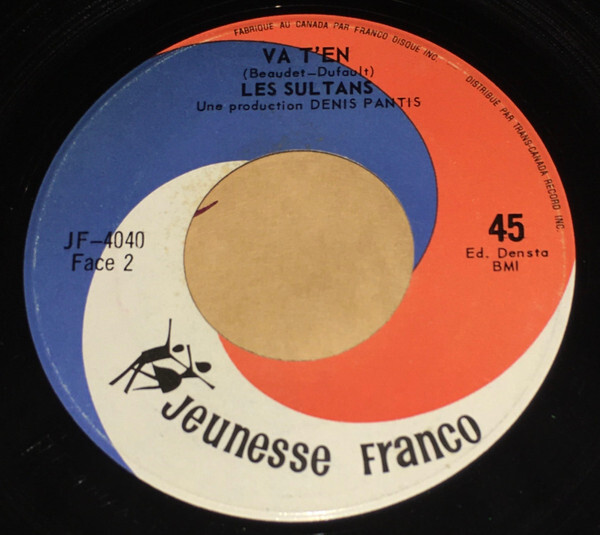 FABRIQUE AU CANADA PAR FRANCO DISQUE INC.
DISTRIBUE PAR TRANS-CANADA RECORD INC.
VA T'EN
(Beaudet-Dufault)
LES SULTANS
Une production DENIS PANTIS
JF-4040
Face 2
45
Ed. Densta
BMI
Jeunesse Franco